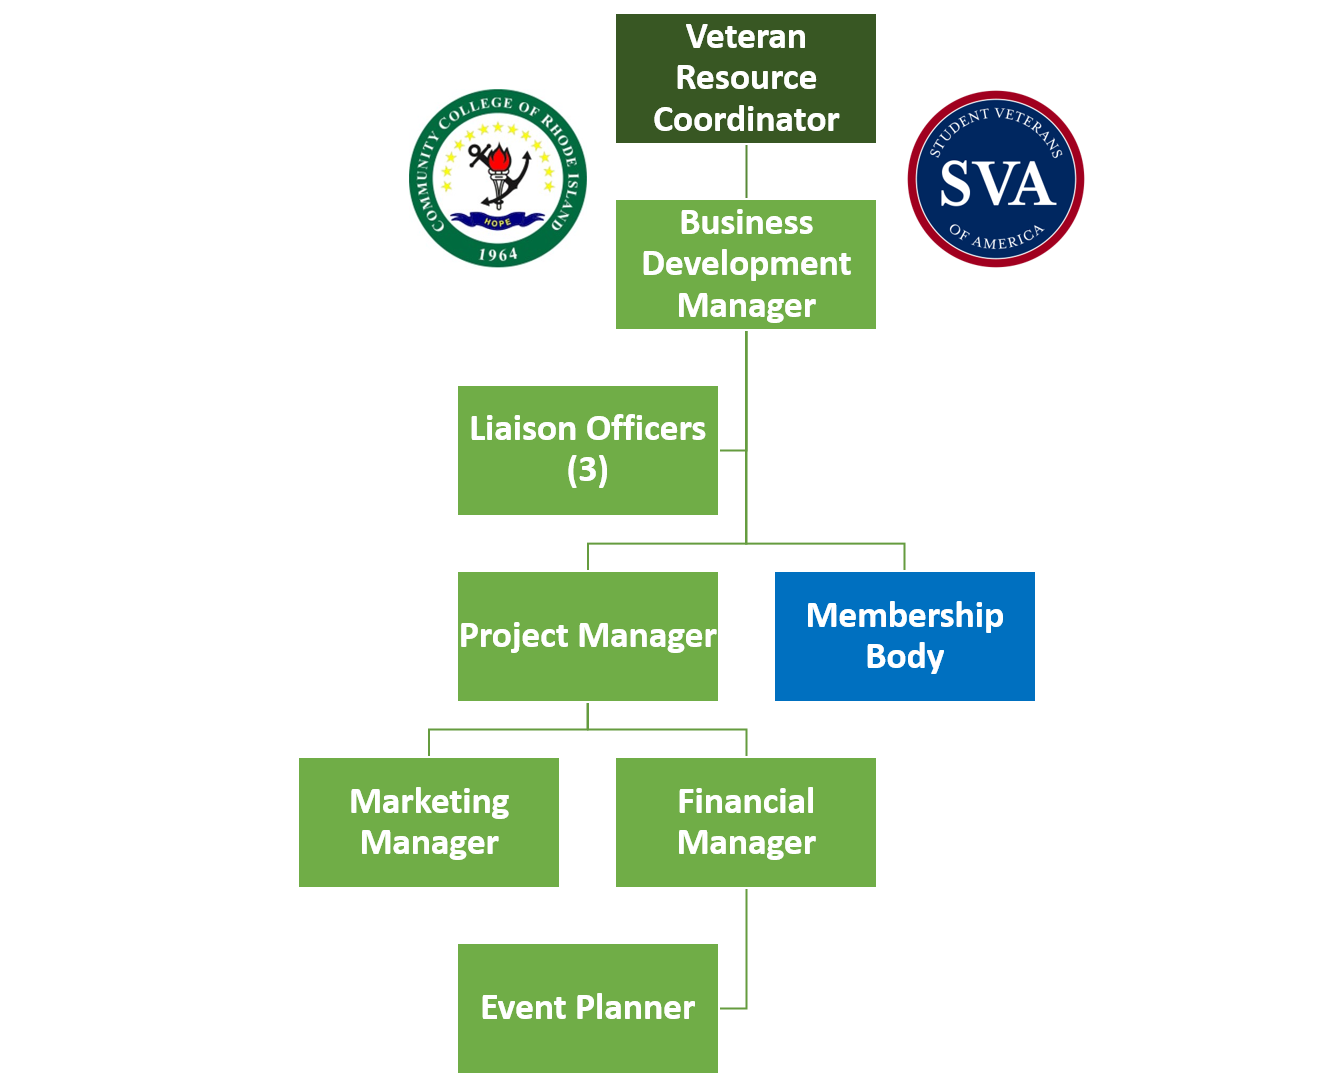 Veteran
Resource
Coordinator
COMMUNITY COLLEGE OF RHODE ISLAND
HOPE
1964
STUDENT VETERANS
SVA
OF AMERICA
Business
Development
Manager
Liaison Officers
(3)
Project Manager
Membership
Body
Marketing
Manager
Financial
Manager
Event Planner